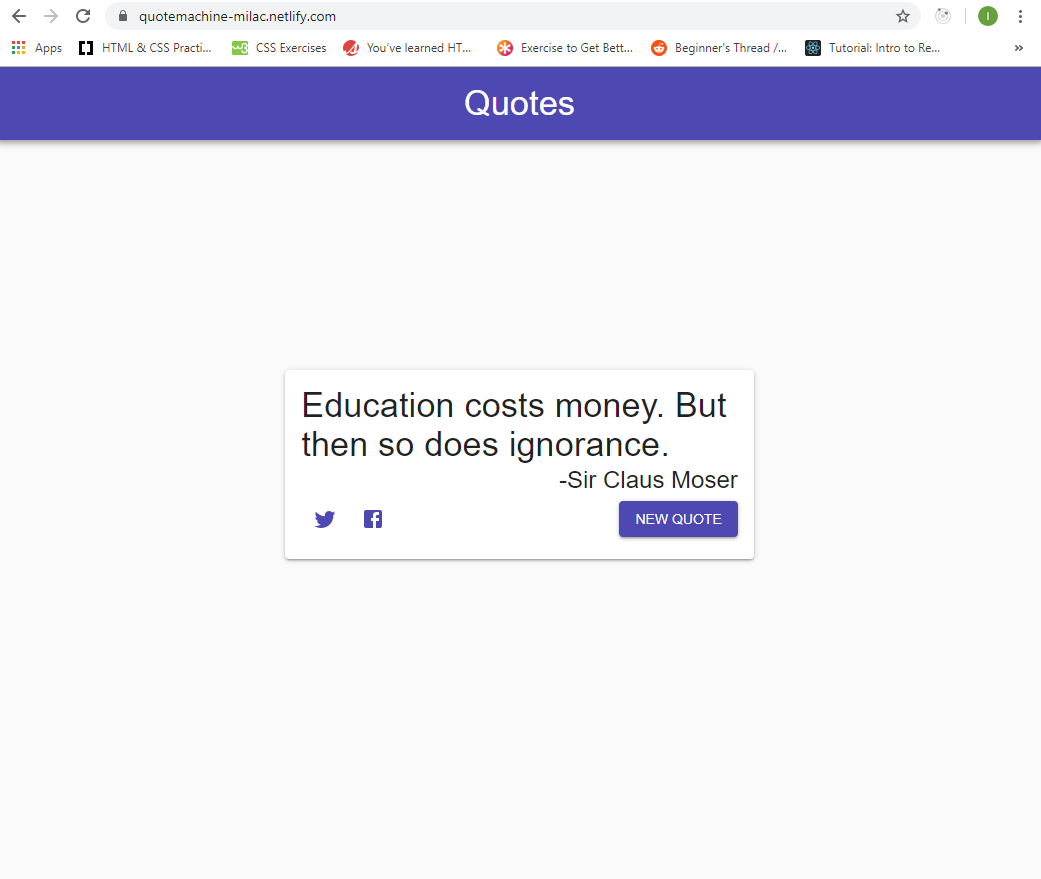 quotemachine-milac.netlify.com
I
Apps
HTML & CSS Practi...
CSS Exercises
You've learned HT...
Exercise to Get Bett...
Beginner's Thread /...
Tutorial: Intro to Re...
»
Quotes
Education costs money. But
then so does ignorance.
-Sir Claus Moser
NEW QUOTE